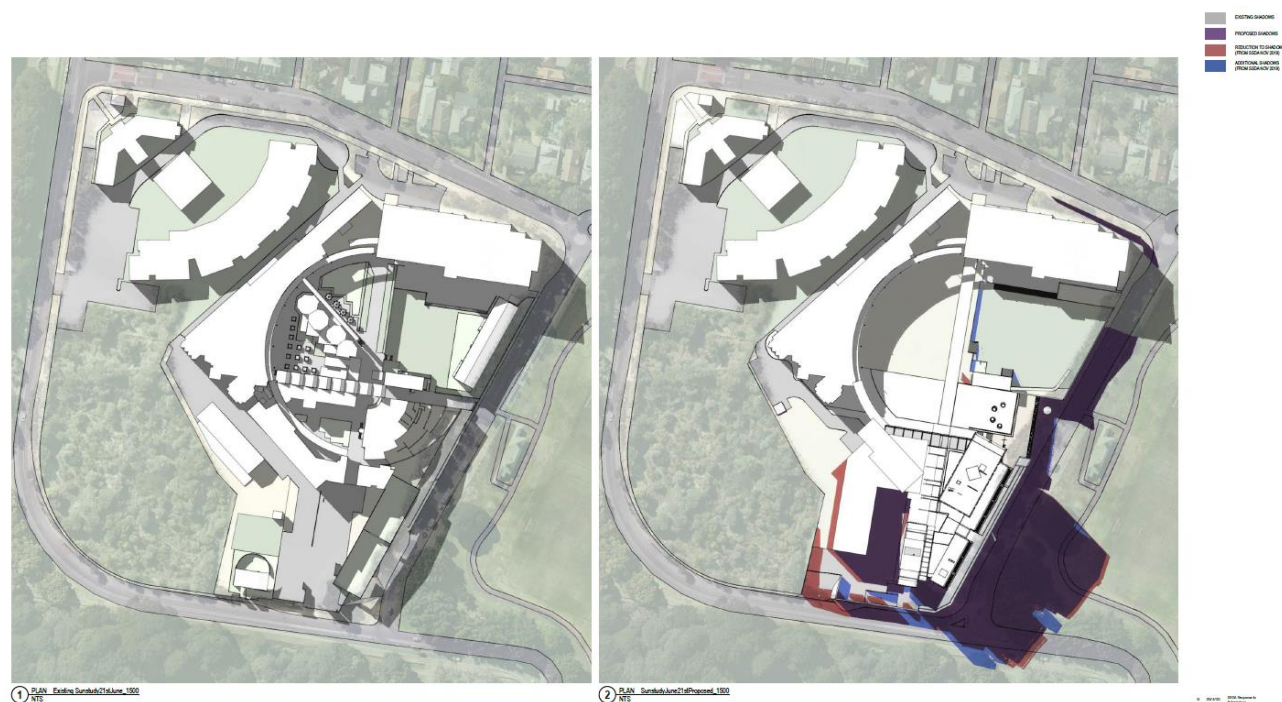 EXISTING SHADOWS
PROPOSED SHADOWS
REDUCTION TO SHADOW
(FROM SSDA NOV 2019)
ADDITIONAL SHADOWS
(FROM SSDA NOV 2019)
1 PLAN Existing Sunstudy21stJune_1500
NTS
2 PLAN SunstudyJune21stProposed_1500
NTS